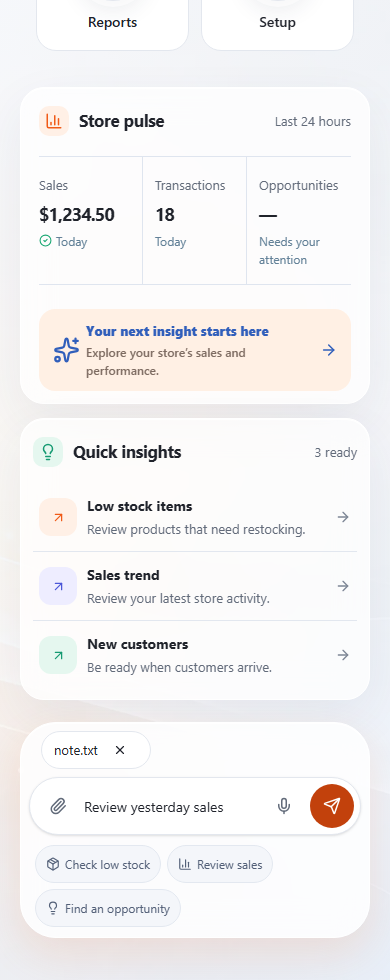 Reports
Setup
Store pulse
Last 24 hours
Sales
Transactions
Opportunities
$1,234.50
18
—
Today
Today
Needs your
attention
Your next insight starts here
Explore your store's sales and
performance.
Quick insights
3 ready
Low stock items
Review products that need restocking.
Sales trend
Review your latest store activity.
New customers
Be ready when customers arrive.
note.txt
Review yesterday sales
Check low stock
Review sales
Find an opportunity